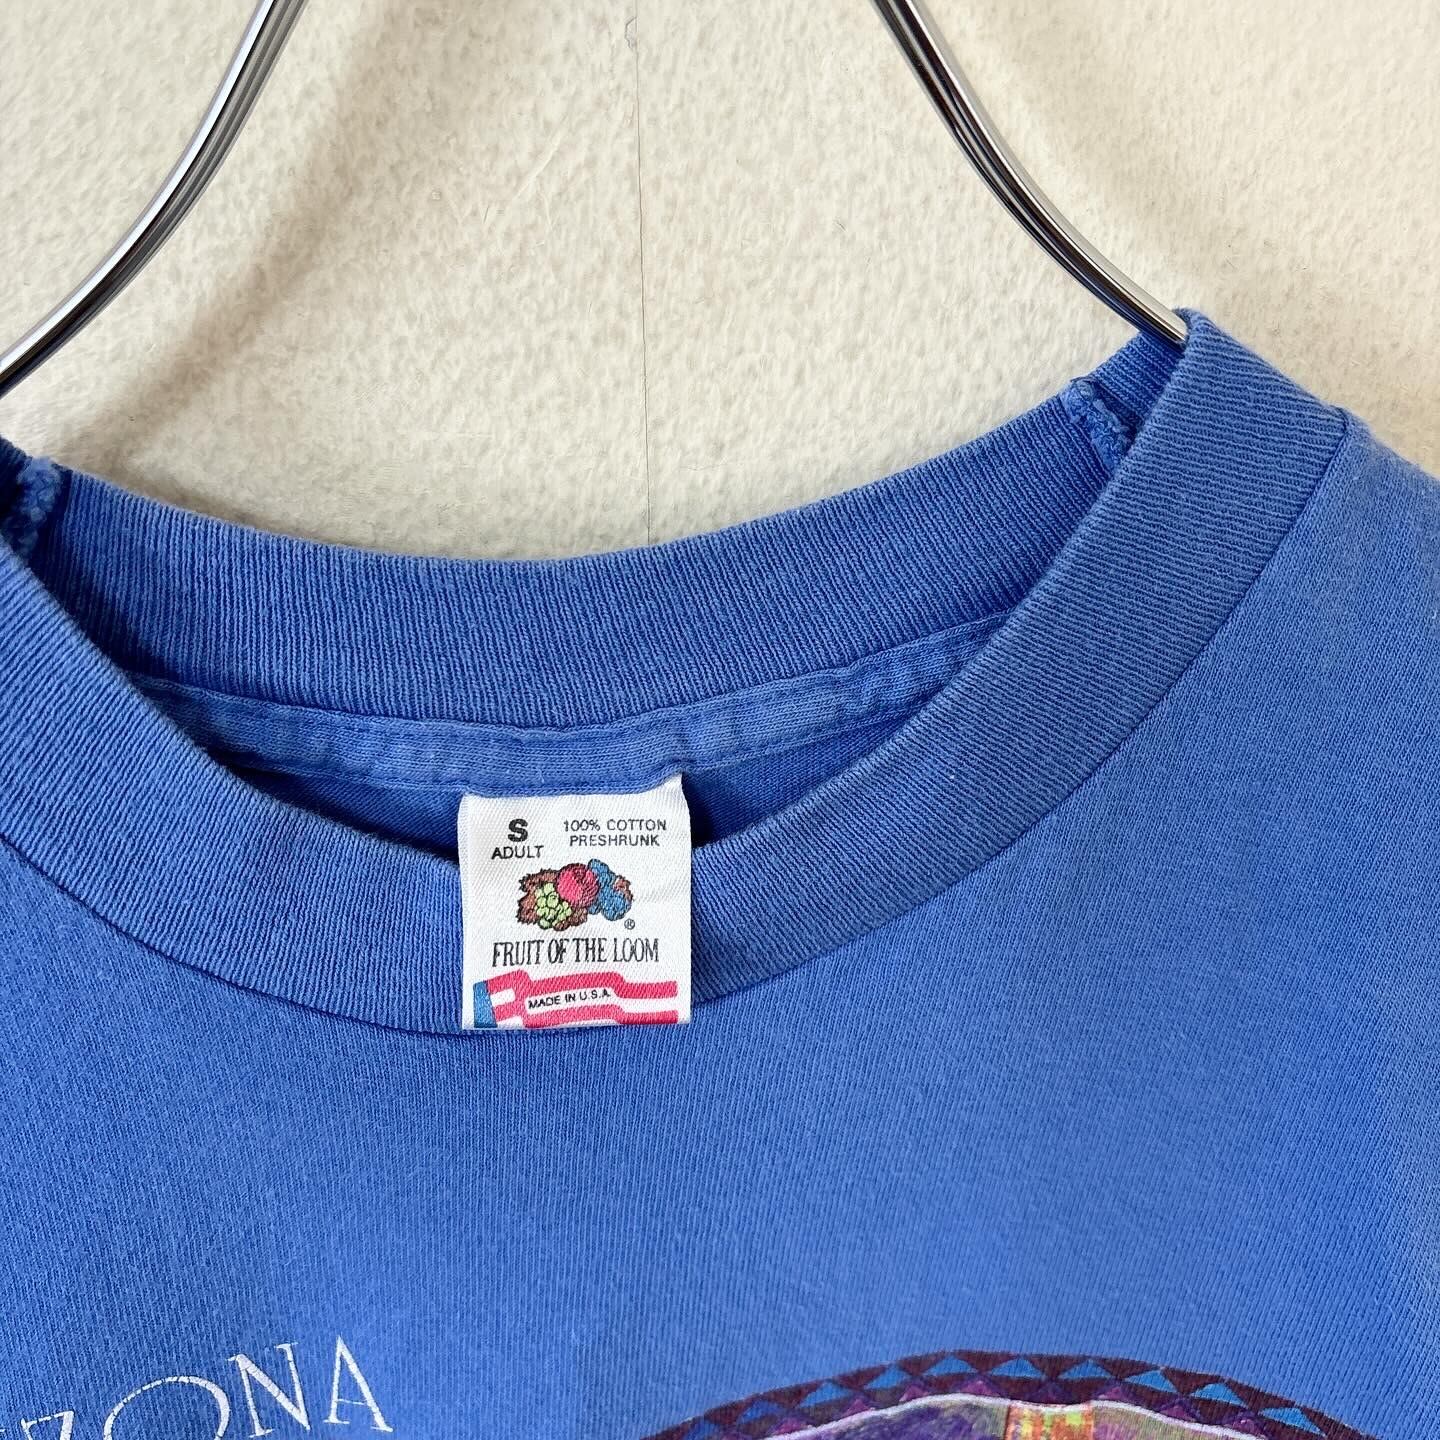 S 100% COTTON
ADULT PRESHRUNK
®
FRUIT OF THE LOOM
MADE IN U.S.A.
ZONA